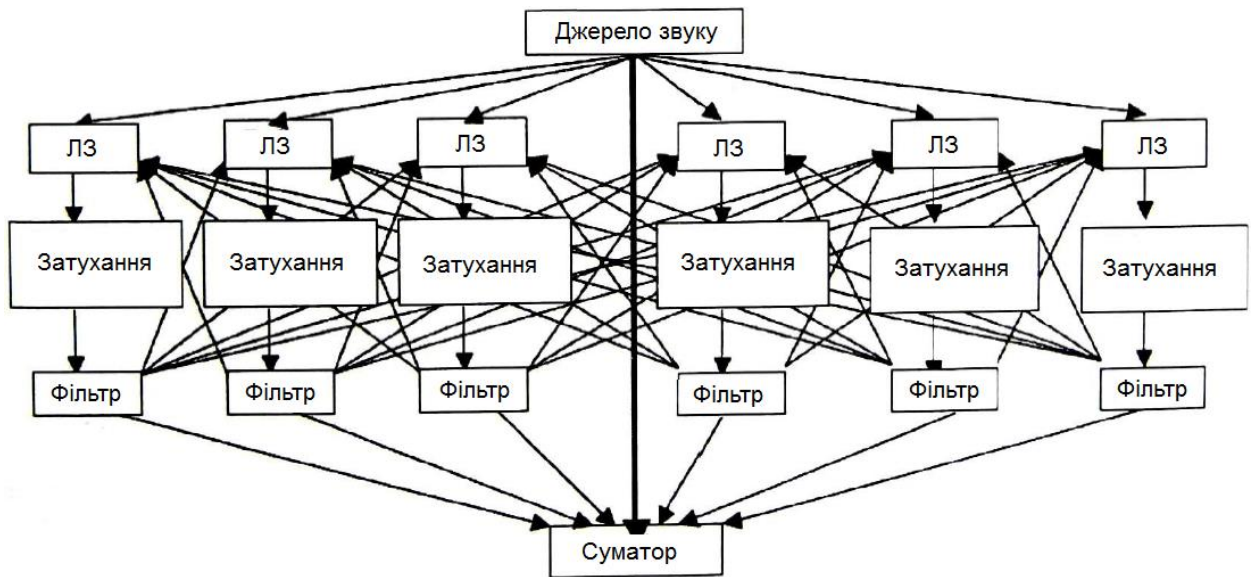 Джерело звуку
ЛЗ ЛЗ ЛЗ ЛЗ ЛЗ ЛЗ
Затухання Затухання Затухання Затухання Затухання Затухання
Фільтр Фільтр Фільтр Фільтр Фільтр Фільтр
Суматор